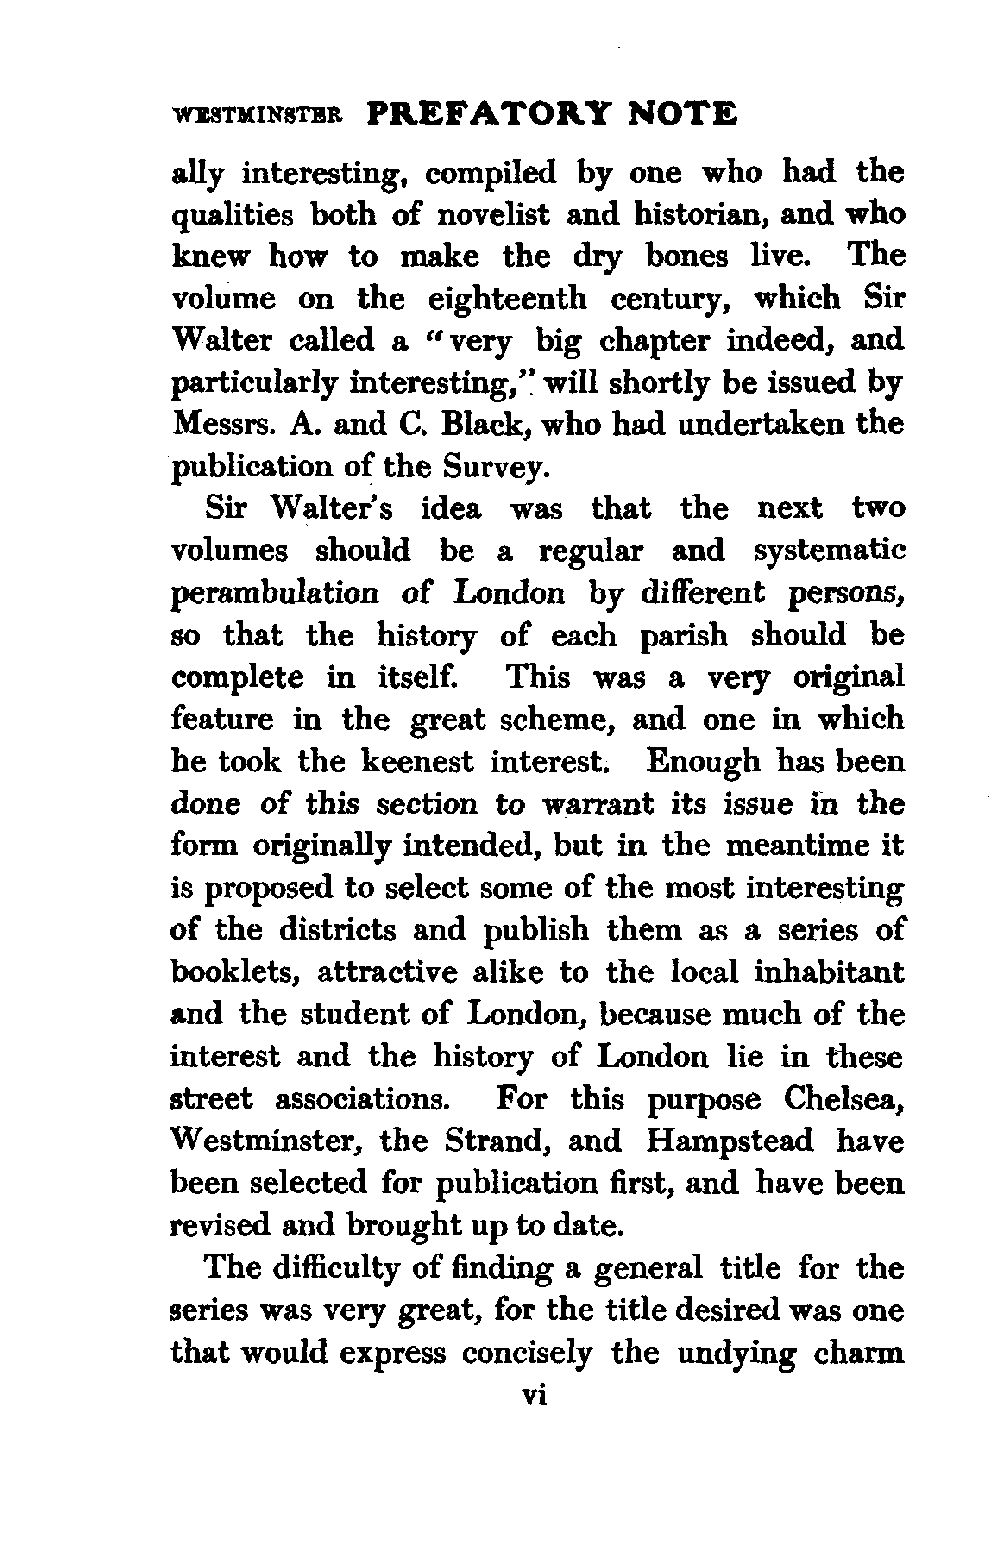 WESTMINSTER PREFATORY NOTE
ally interesting, compiled by one who had the
qualities both of novelist and historian, and who
knew how to make the dry bones live. The
volume on the eighteenth century, which Sir
Walter called a “very big chapter indeed, and
particularly interesting,” will shortly be issued by
Messrs. A. and C. Black, who had undertaken the
publication of the Survey.
Sir Walter's idea was that the next two
volumes should be a regular and systematic
perambulation of London by different persons,
so that the history of each parish should be
complete in itself. This was a very original
feature in the great scheme, and one in which
he took the keenest interest. Enough has been
done of this section to warrant its issue in the
form originally intended, but in the meantime it
is proposed to select some of the most interesting
of the districts and publish them as a series of
booklets, attractive alike to the local inhabitant
and the student of London, because much of the
interest and the history of London lie in these
street associations. For this purpose Chelsea,
Westminster, the Strand, and Hampstead have
been selected for publication first, and have been
revised and brought up to date.
The difficulty of finding a general title for the
series was very great, for the title desired was one
that would express concisely the undying charm
vi